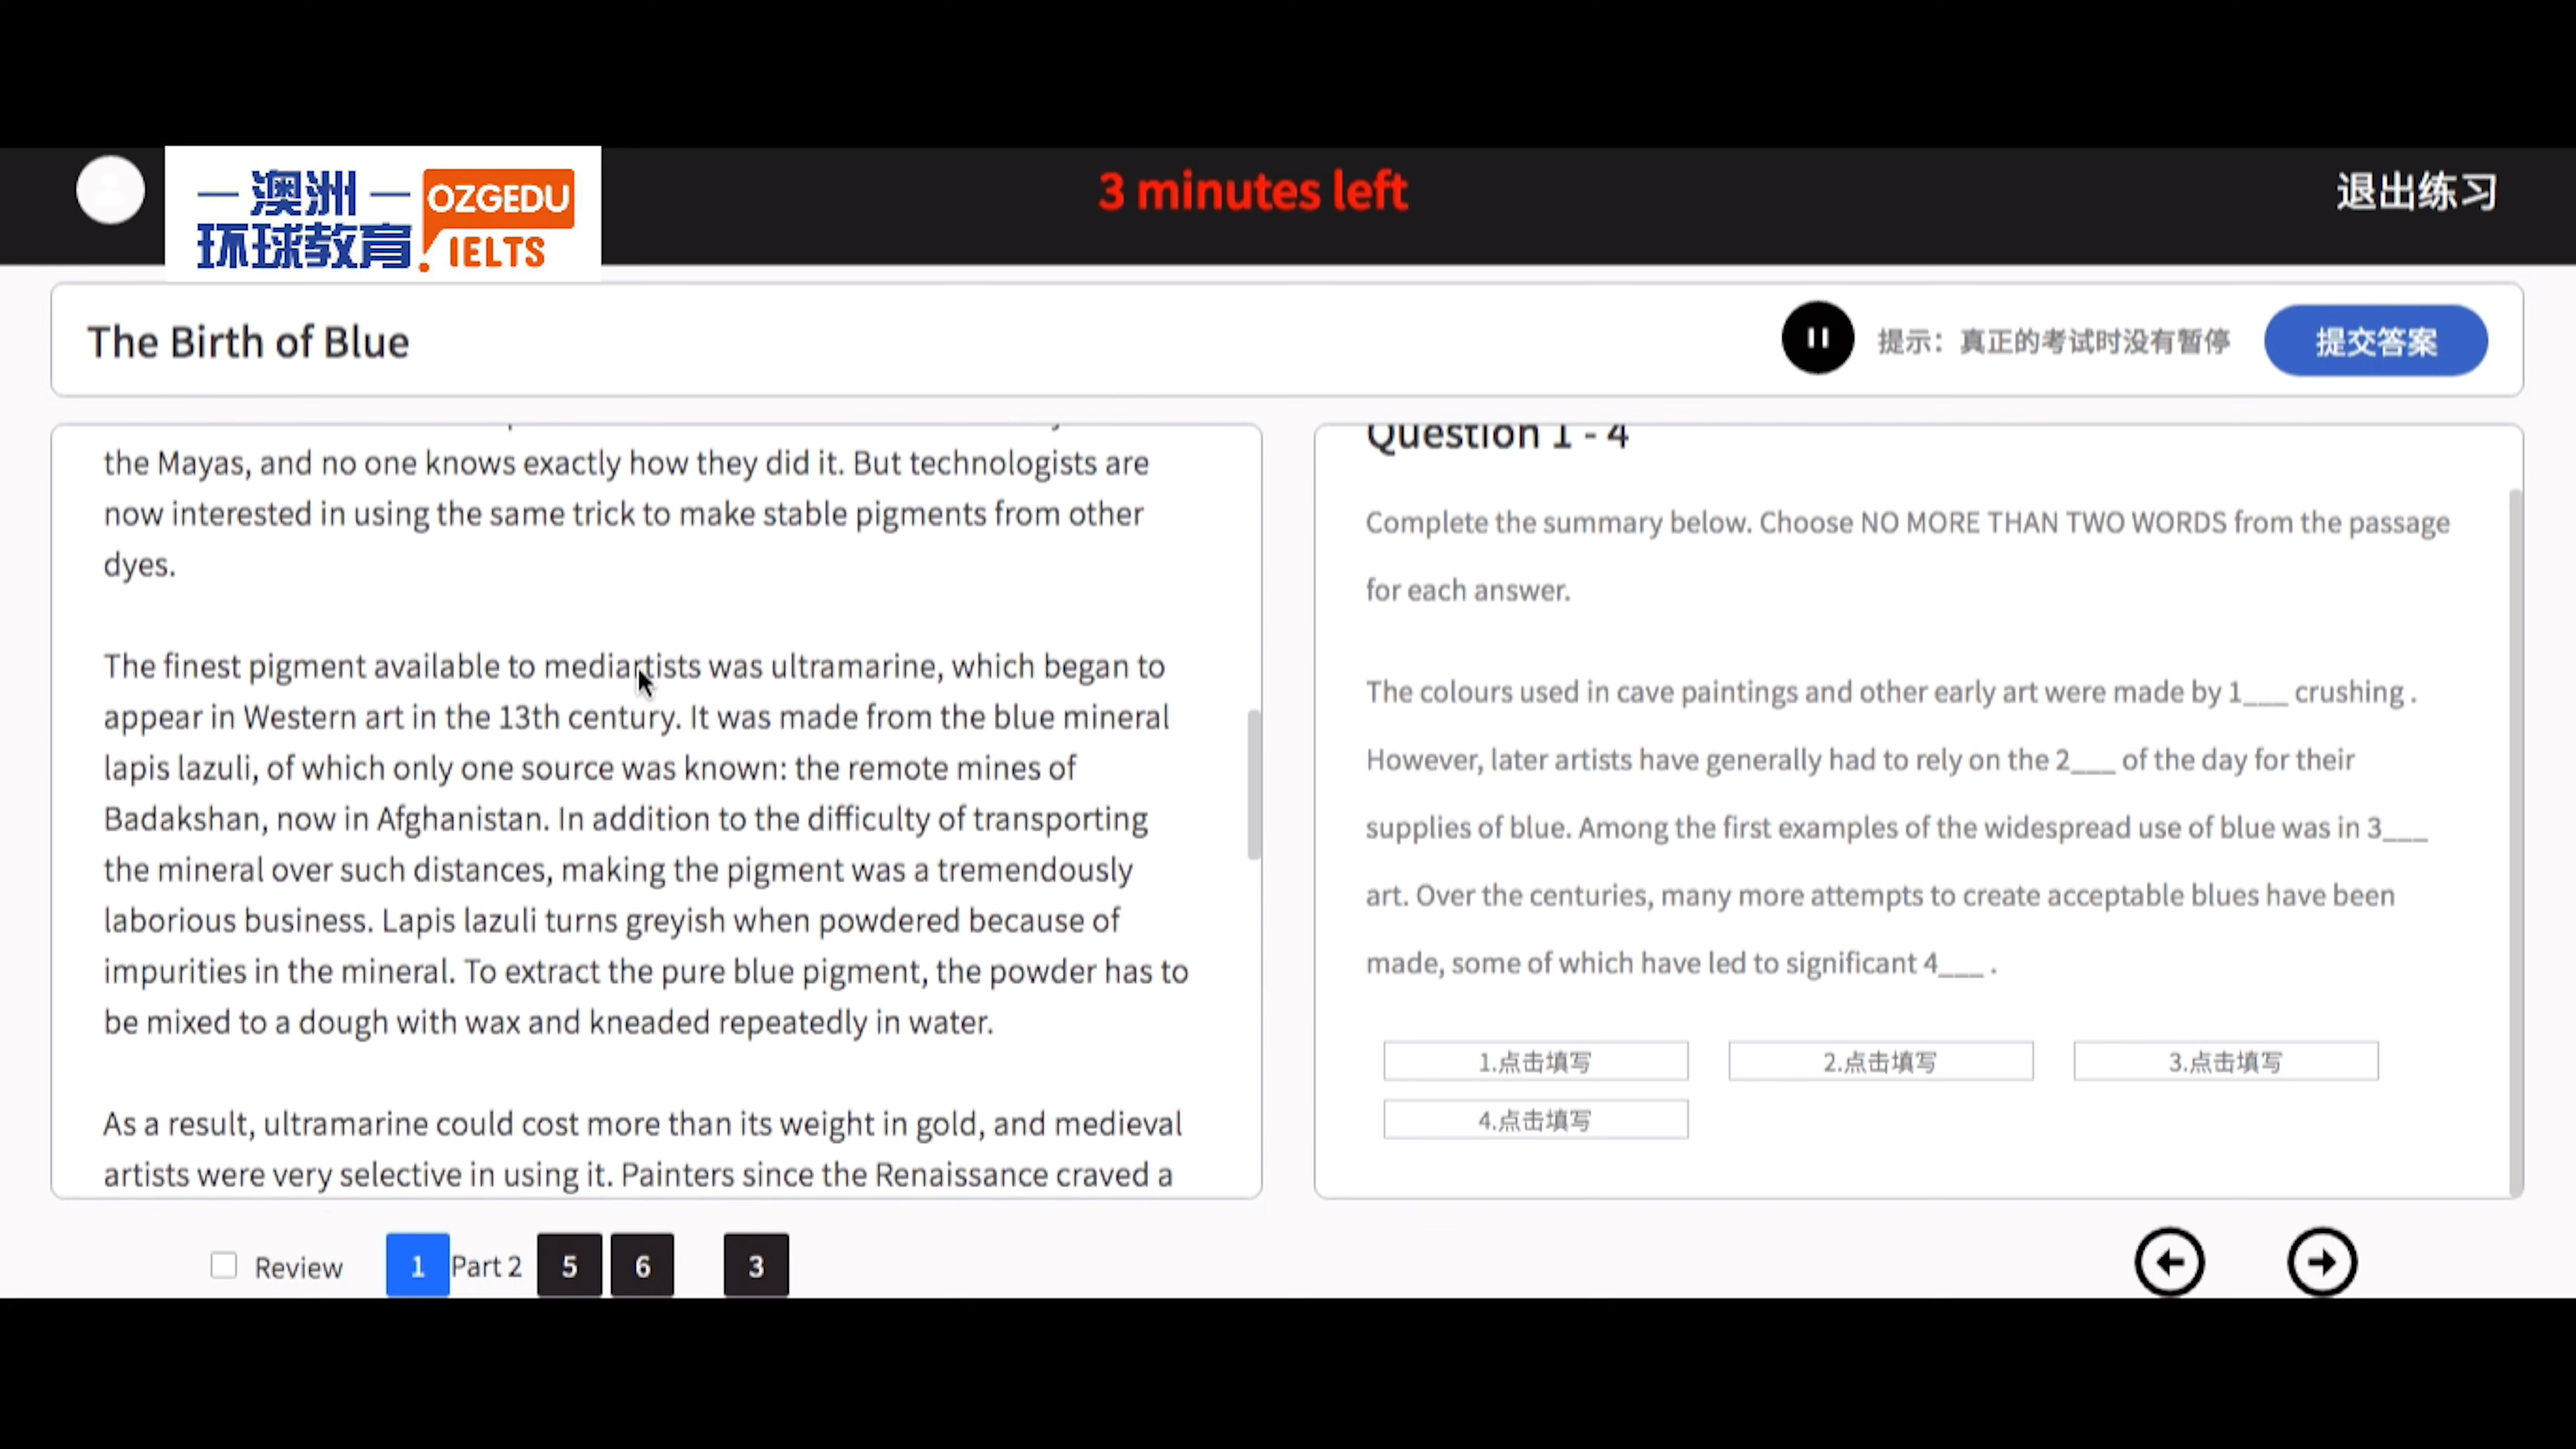 澳洲
环球教育
OZGEDU
IELTS
3 minutes left
退出练习
The Birth of Blue
提示：真正的考试时没有暂停
提交答案
the Mayas, and no one knows exactly how they did it. But technologists are
now interested in using the same trick to make stable pigments from other
dyes.
The finest pigment available to mediartists was ultramarine, which began to
appear in Western art in the 13th century. It was made from the blue mineral
lapis lazuli, of which only one source was known: the remote mines of
Badakshan, now in Afghanistan. In addition to the difficulty of transporting
the mineral over such distances, making the pigment was a tremendously
laborious business. Lapis lazuli turns greyish when powdered because of
impurities in the mineral. To extract the pure blue pigment, the powder has to
be mixed to a dough with wax and kneaded repeatedly in water.
As a result, ultramarine could cost more than its weight in gold, and medieval
artists were very selective in using it. Painters since the Renaissance craved a
Question 1 - 4
Complete the summary below. Choose NO MORE THAN TWO WORDS from the passage
for each answer.
The colours used in cave paintings and other early art were made by 1___ crushing .
However, later artists have generally had to rely on the 2___ of the day for their
supplies of blue. Among the first examples of the widespread use of blue was in 3___
art. Over the centuries, many more attempts to create acceptable blues have been
made, some of which have led to significant 4___ .
1.点击填写
2.点击填写
3.点击填写
4.点击填写
Review
1
Part 2
5
6
3